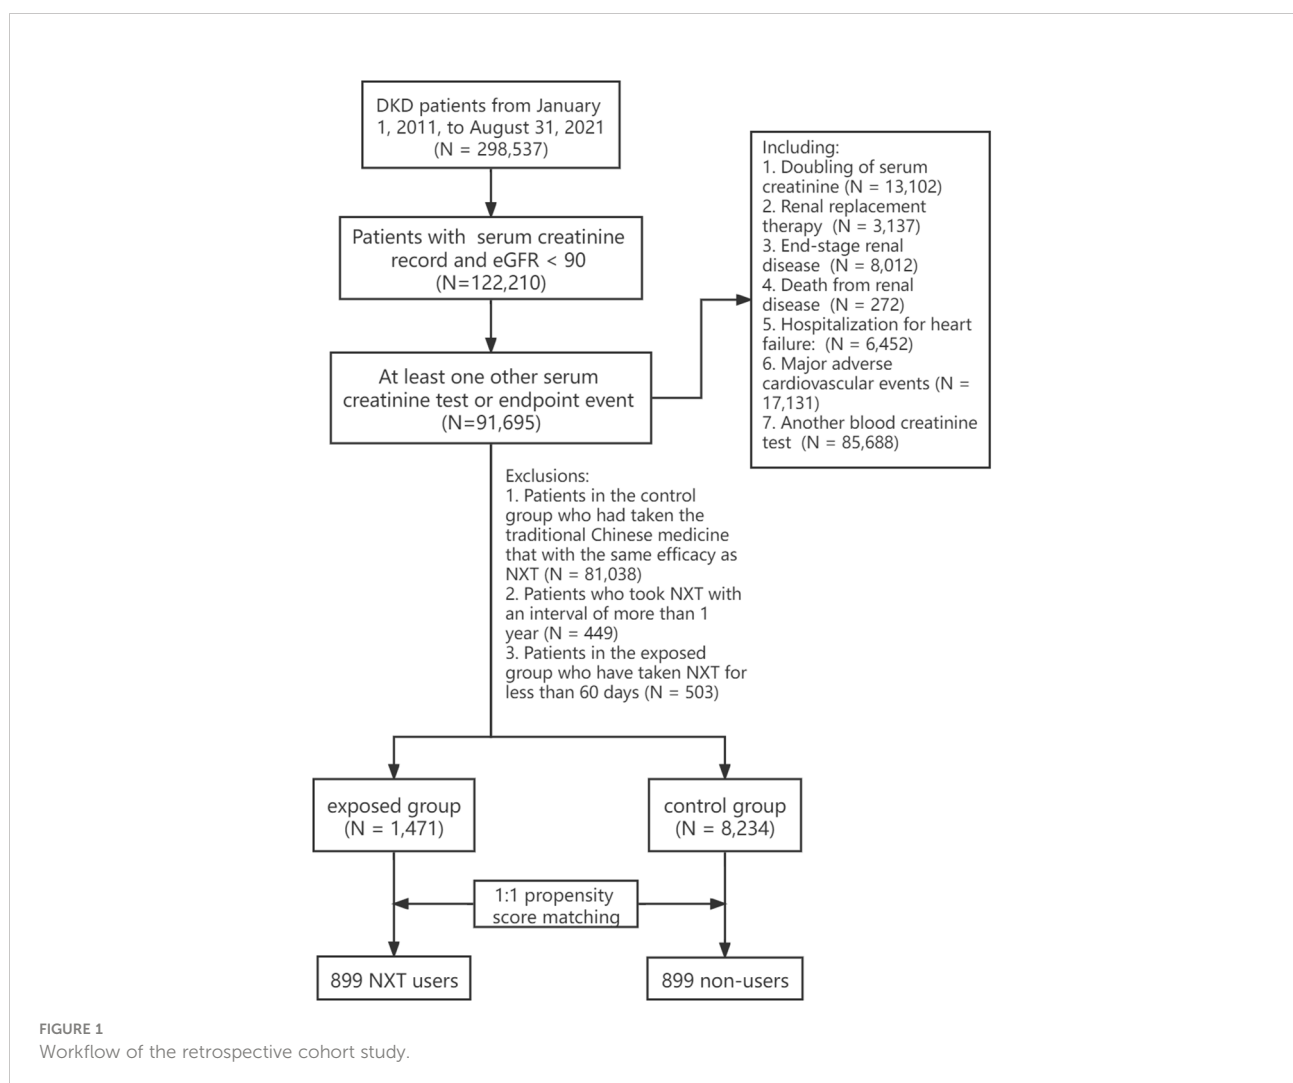 DKD patients from January
1, 2011, to August 31, 2021
(N = 298,537)
Patients with serum creatinine
record and eGFR < 90
(N=122,210)
At least one other serum
creatinine test or endpoint event
(N=91,695)
Including:
1. Doubling of serum
creatinine (N = 13,102)
2. Renal replacement
therapy (N = 3,137)
3. End-stage renal
disease (N = 8,012)
4. Death from renal
disease (N = 272)
5. Hospitalization for heart
failure: (N = 6,452)
6. Major adverse
cardiovascular events (N =
17,131)
7. Another blood creatinine
test (N = 85,688)
Exclusions:
1. Patients in the control
group who had taken the
traditional Chinese medicine
that with the same efficacy as
NXT (N = 81,038)
2. Patients who took NXT with
an interval of more than 1
year (N = 449)
3. Patients in the exposed
group who have taken NXT for
less than 60 days (N = 503)
exposed group
(N = 1,471)
control group
(N = 8,234)
1:1 propensity
score matching
899 NXT users
899 non-users
FIGURE 1
Workflow of the retrospective cohort study.